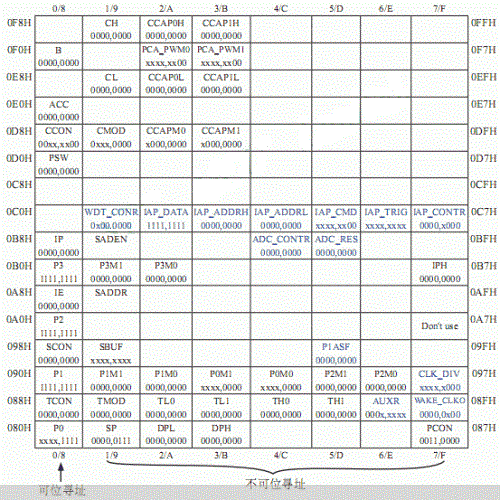 0/8 1/9 2/A 3/B 4/C 5/D 6/E 7/F
0F8H CH CCAP0H CCAP1H 0FFH
0000,0000 0000,0000 0000,0000
0F0H B PCA_PWM0 PCA_PWM1 0F7H
0000,0000 xxxx,xx00 xxxx,xx00
0E8H CL CCAP0L CCAP1L 0EFH
0000,0000 0000,0000 0000,0000
0E0H ACC 0E7H
0000,0000
0D8H CCON CMOD CCAPM0 CCAPM1 0DFH
00xx,xx00 0xxx,0000 x000,0000 x000,0000
0D0H PSW 0D7H
0000,0000
0C8H 0CFH
0C0H WDT_CONR IAP_DATA IAP_ADDRH IAP_ADDRL IAP_CMD IAP_TRIG IAP_CONTR 0C7H
0x00,0000 1111,1111 0000,0000 0000,0000 xxxx,xx00 xxxx,xxxx 0000,x000
0B8H IP SADEN ADC_CONTR ADC_RES 0BFH
0000,0000 0000,0000 0000,0000
0B0H P3 P3M1 P3M0 IPH 0B7H
1111,1111 0000,0000 0000,0000 0000,0000
0A8H IE SADDR 0AFH
0000,0000
0A0H P2 Don't use 0A7H
1111,1111
098H SCON SBUF P1ASF 09FH
0000,0000 xxxx,xxxx 0000,0000
090H P1 P1M1 P1M0 P0M1 P0M0 P2M1 P2M0 CLK_DIV 097H
1111,1111 0000,0000 0000,0000 xxxx,0000 xxxx,0000 0000,0000 0000,0000 xxxx,x000
088H TCON TMOD TL0 TL1 TH0 TH1 AUXR WAKE_CLKO 08FH
0000,0000 0000,0000 0000,0000 0000,0000 0000,0000 0000,0000 000x,xxxx 0000,0x00
080H P0 SP DPL DPH PCON 087H
xxxx,1111 0000,0111 0000,0000 0000,0000 0011,0000
0/8 1/9 2/A 3/B 4/C 5/D 6/E 7/F
可位寻址 不可位寻址